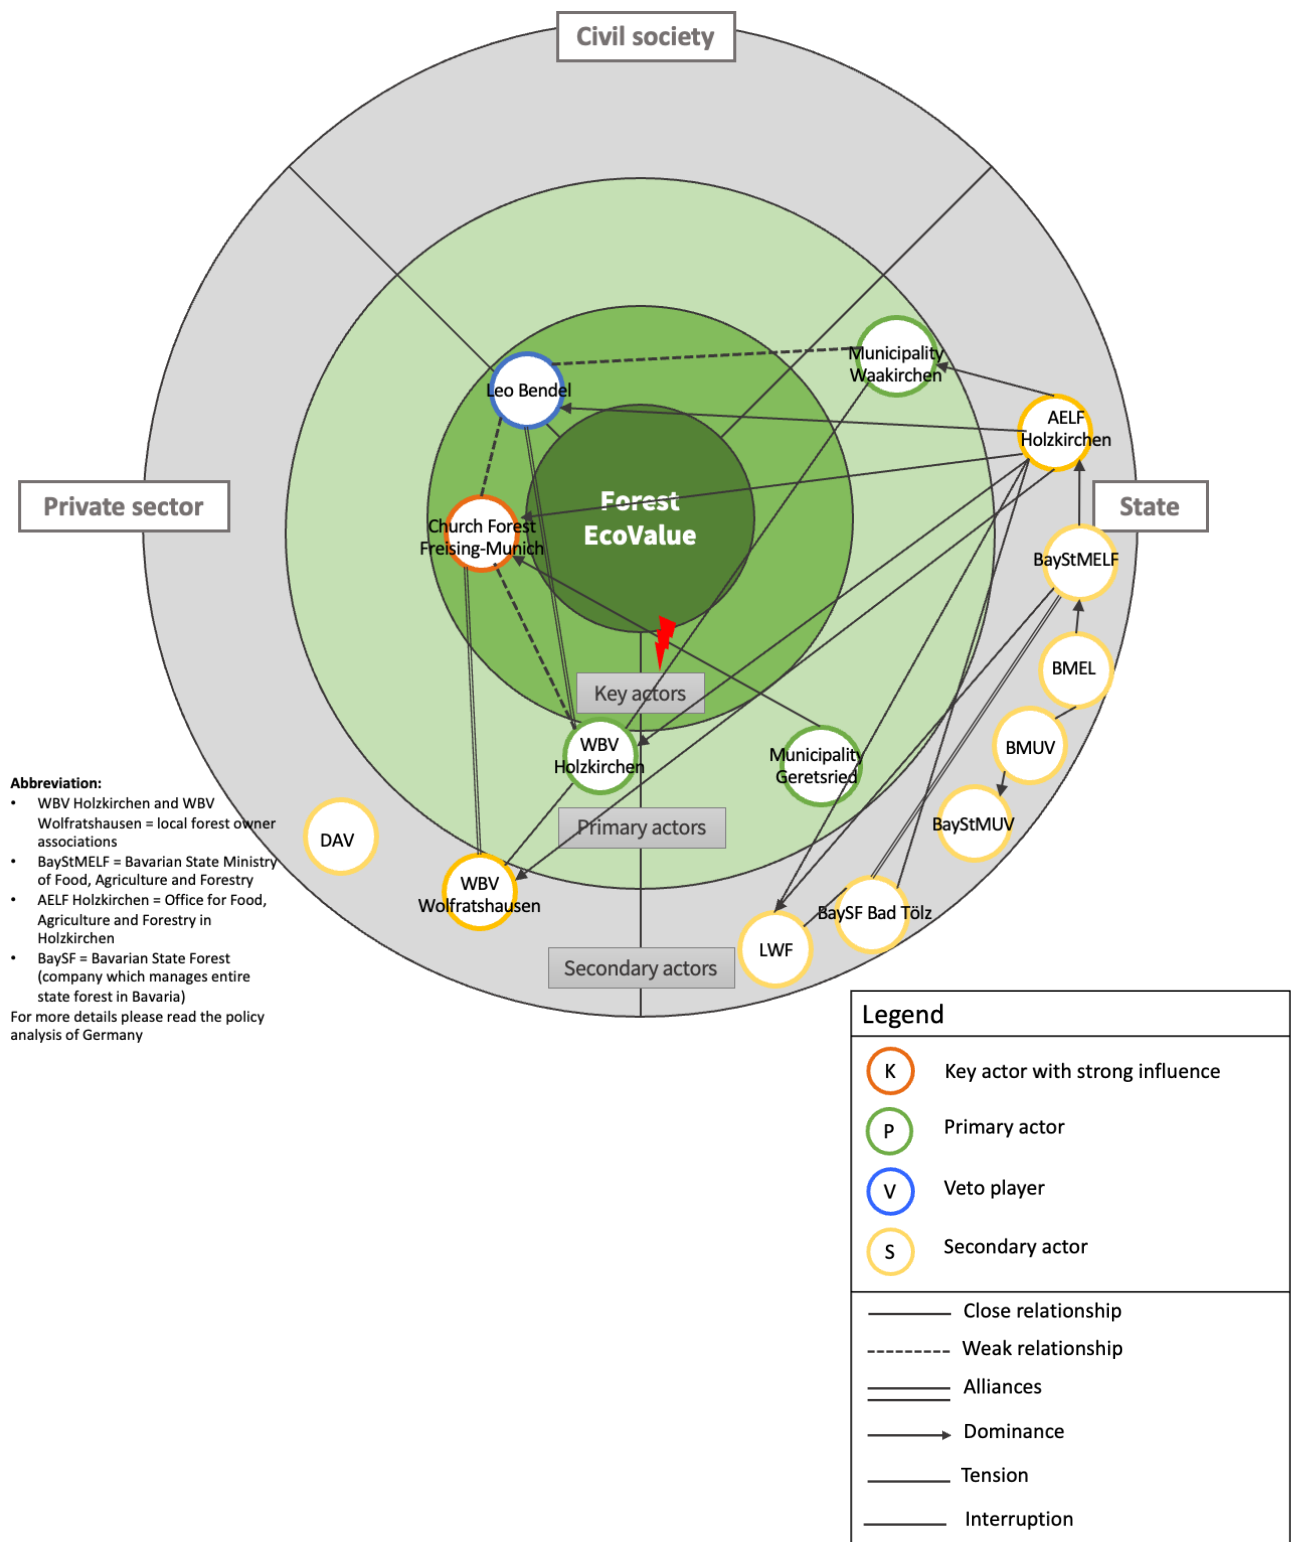 Civil society
Municipality
Waakirchen
Leo Bendel
AELF
Holzkirchen
Private sector
State
Forest
EcoValue
Church Forest
Freising-Munich
BayStMELF
BMEL
Key actors
WBV
Holzkirchen
Municipality
Geretsried
BMUV
BayStMUV
Primary actors
DAV
WBV
Wolfratshausen
BaySF Bad Tölz
LWF
Secondary actors
Abbreviation:
• WBV Holzkirchen and WBV
Wolfratshausen = local forest owner
associations
• BayStMELF = Bavarian State Ministry
of Food, Agriculture and Forestry
• AELF Holzkirchen = Office for Food,
Agriculture and Forestry in
Holzkirchen
• BaySF = Bavarian State Forest
(company which manages entire
state forest in Bavaria)
For more details please read the policy
analysis of Germany
Legend
K Key actor with strong influence
P Primary actor
V Veto player
S Secondary actor
Close relationship
Weak relationship
Alliances
Dominance
Tension
Interruption